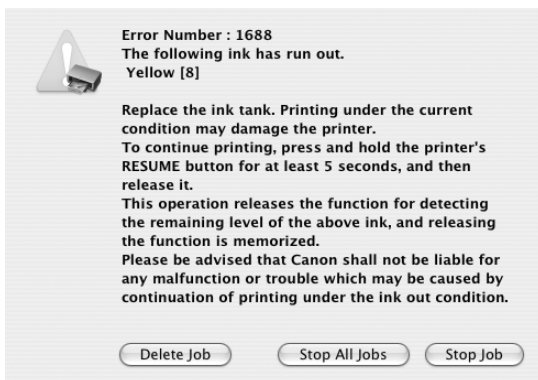 Error Number : 1688
The following ink has run out.
Yellow [8]
Replace the ink tank. Printing under the current
condition may damage the printer.
To continue printing, press and hold the printer's
RESUME button for at least 5 seconds, and then
release it.
This operation releases the function for detecting
the remaining level of the above ink, and releasing
the function is memorized.
Please be advised that Canon shall not be liable for
any malfunction or trouble which may be caused by
continuation of printing under the ink out condition.
Delete Job Stop All Jobs Stop Job